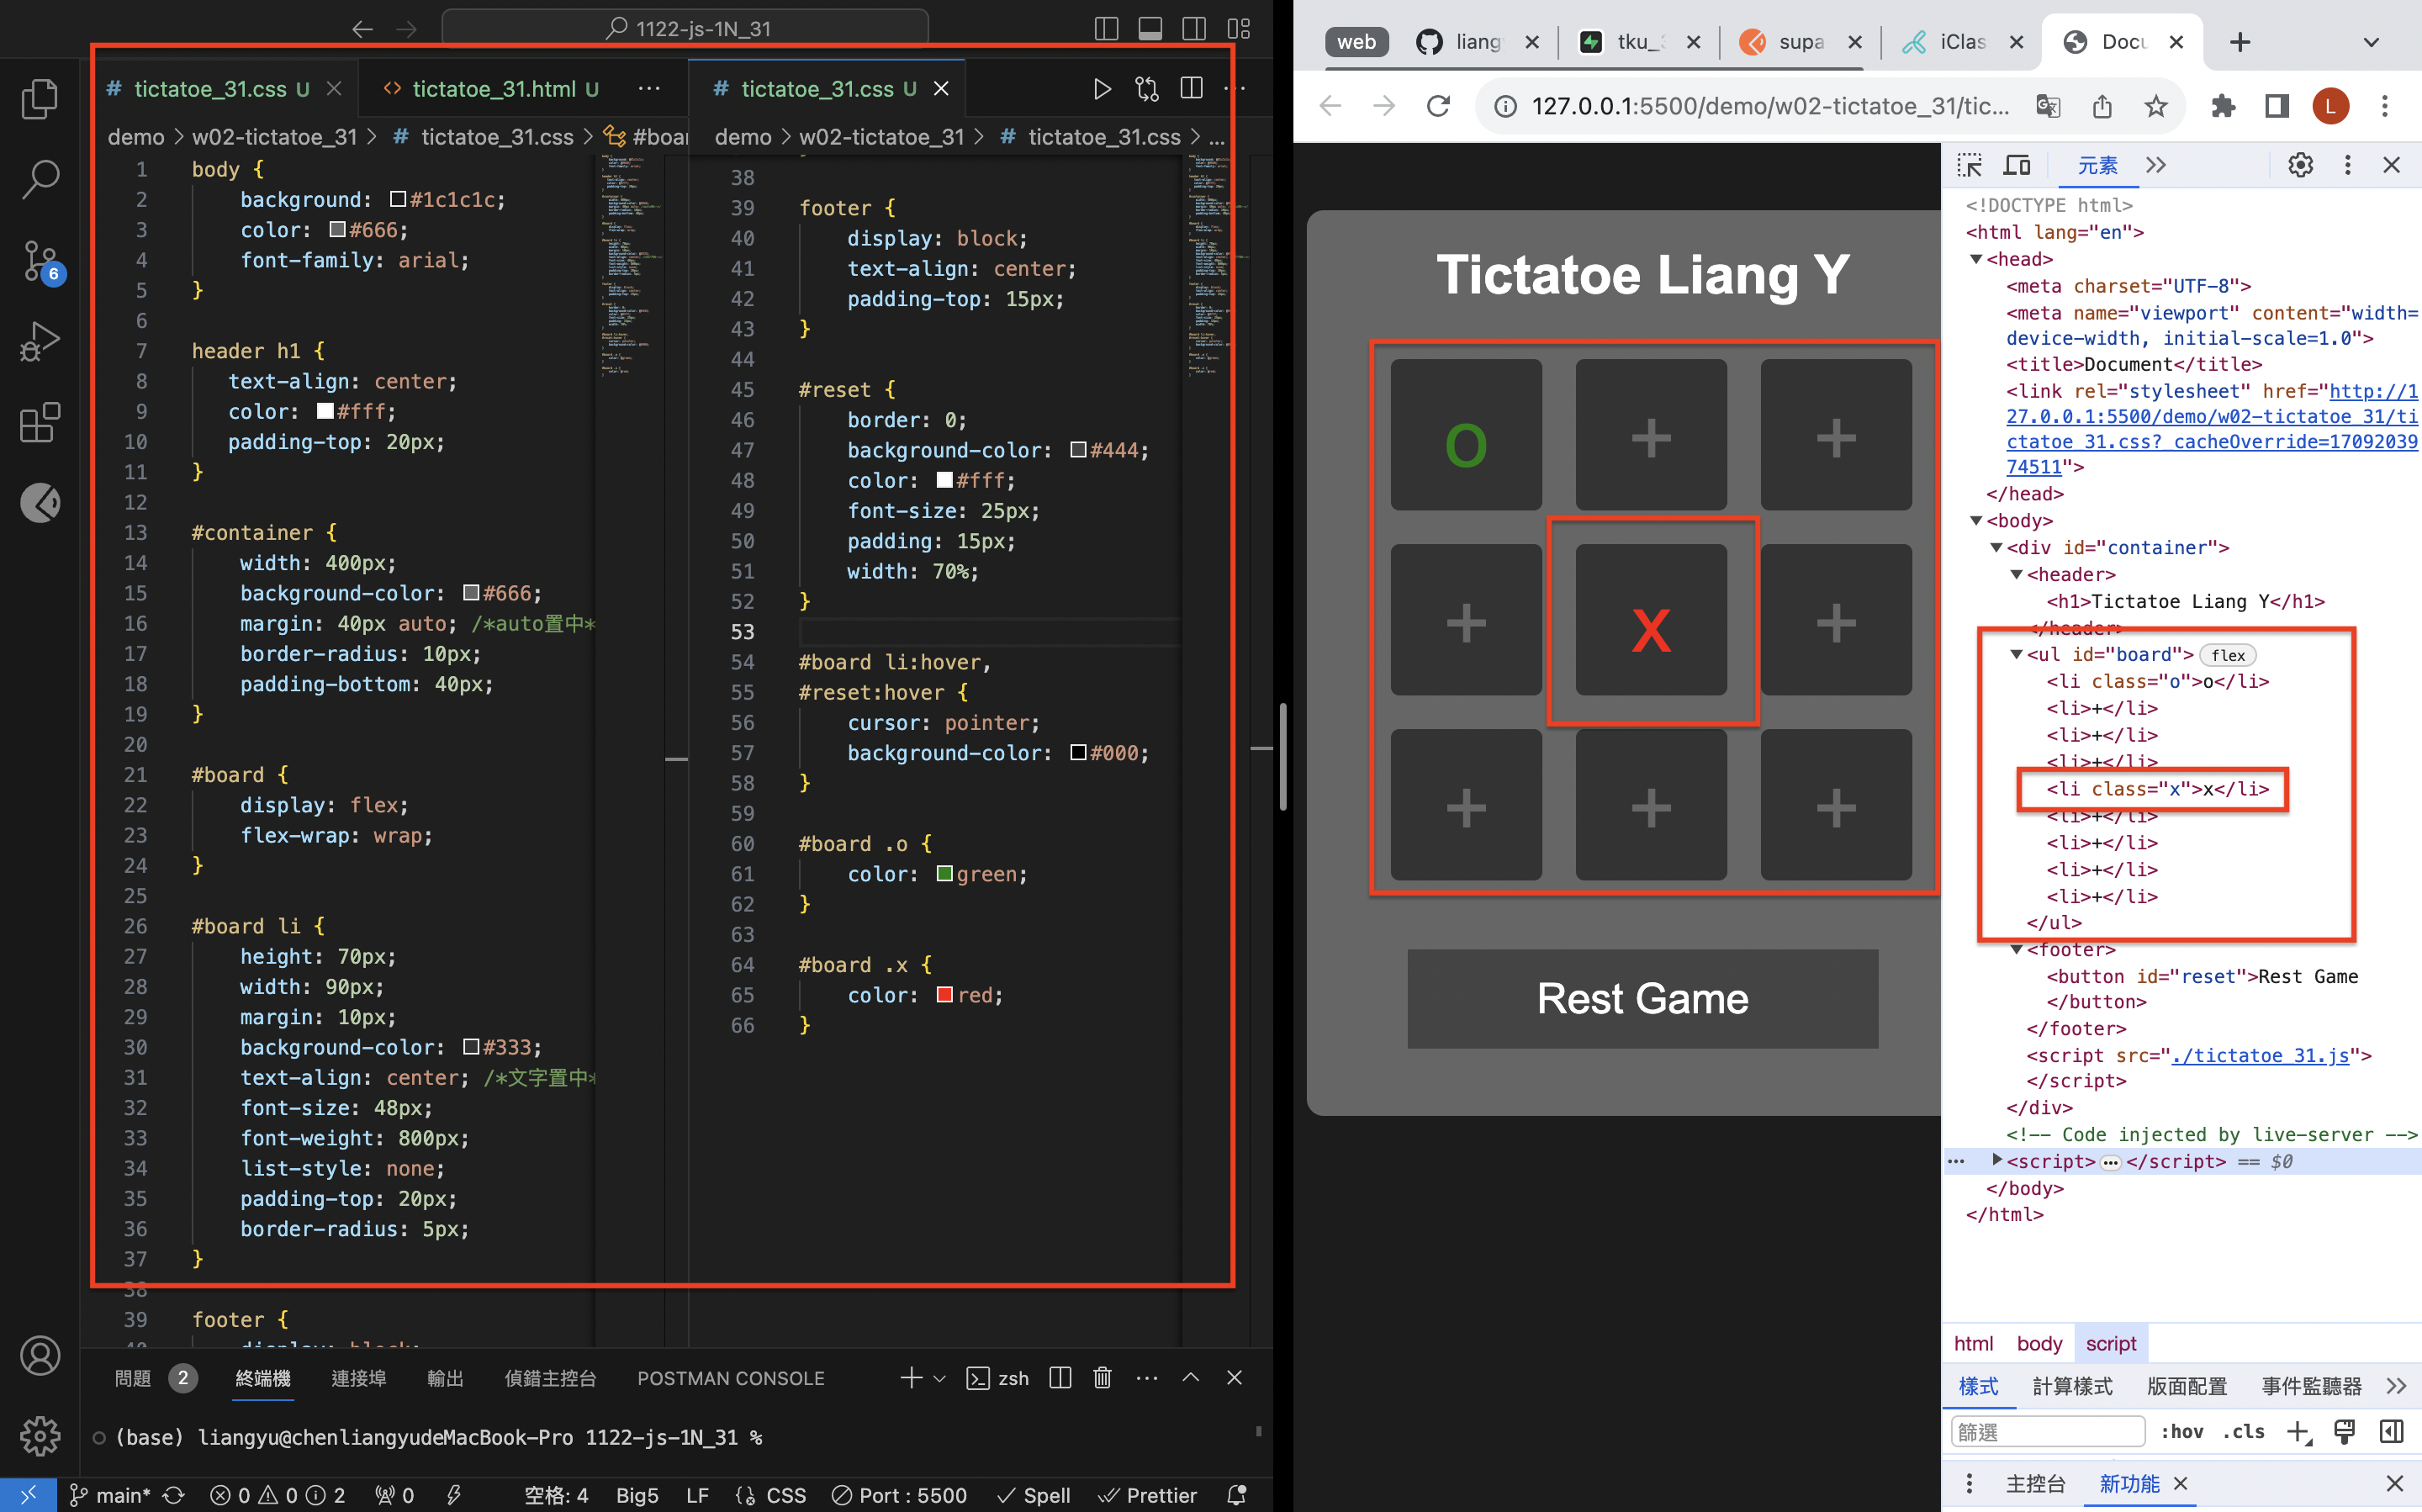 1122-js-1N_31
# tictatoe_31.css U
<> tictatoe_31.html U
# tictatoe_31.css U
demo > w02-tictatoe_31 > # tictatoe_31.css > #boar
demo > w02-tictatoe_31 > # tictatoe_31.css > ...
1 body {
2 background: #1c1c1c;
3 color: #666;
4 font-family: arial;
5 }
6
7 header h1 {
8 text-align: center;
9 color: #fff;
10 padding-top: 20px;
11 }
12
13 #container {
14 width: 400px;
15 background-color: #666;
16 margin: 40px auto; /*auto置中*
17 border-radius: 10px;
18 padding-bottom: 40px;
19 }
20
21 #board {
22 display: flex;
23 flex-wrap: wrap;
24 }
25
26 #board li {
27 height: 70px;
28 width: 90px;
29 margin: 10px;
30 background-color: #333;
31 text-align: center; /*文字置中*
32 font-size: 48px;
33 font-weight: 800px;
34 list-style: none;
35 padding-top: 20px;
36 border-radius: 5px;
37 }
38
39 footer {
40 display: block;
38
39 footer {
40 display: block;
41 text-align: center;
42 padding-top: 15px;
43 }
44
45 #reset {
46 border: 0;
47 background-color: #444;
48 color: #fff;
49 font-size: 25px;
50 padding: 15px;
51 width: 70%;
52 }
53
54 #board li:hover,
55 #reset:hover {
56 cursor: pointer;
57 background-color: #000;
58 }
59
60 #board .o {
61 color: green;
62 }
63
64 #board .x {
65 color: red;
66 }
6
問題 2 終端機 連接埠 輸出 偵錯主控台 POSTMAN CONSOLE
zsh
(base) liangyu@chenliangyudeMacBook-Pro 1122-js-1N_31 %
main* 0 0 2 0 空格: 4 Big5 LF CSS Port : 5500 Spell Prettier
web liang tku_ supa iClas Docu
127.0.0.1:5500/demo/w02-tictatoe_31/tic...
L
Tictatoe Liang Y
o + +
+ x +
+ + +
Rest Game
元素
<!DOCTYPE html>
<html lang="en">
<head>
<meta charset="UTF-8">
<meta name="viewport" content="width=
device-width, initial-scale=1.0">
<title>Document</title>
<link rel="stylesheet" href="http://1
27.0.0.1:5500/demo/w02-tictatoe_31/ti
ctatoe_31.css?_cacheOverride=17092039
74511">
</head>
<body>
<div id="container">
<header>
<h1>Tictatoe Liang Y</h1>
</header>
<ul id="board"> flex
<li class="o">o</li>
<li>+</li>
<li>+</li>
<li>+</li>
<li class="x">x</li>
<li>+</li>
<li>+</li>
<li>+</li>
<li>+</li>
</ul>
<footer>
<button id="reset">Rest Game
</button>
</footer>
<script src="./tictatoe_31.js">
</script>
</div>
<!-- Code injected by live-server -->
<script>…</script> == $0
</body>
</html>
html body script
樣式 計算樣式 版面配置 事件監聽器
篩選 :hov .cls
主控台 新功能